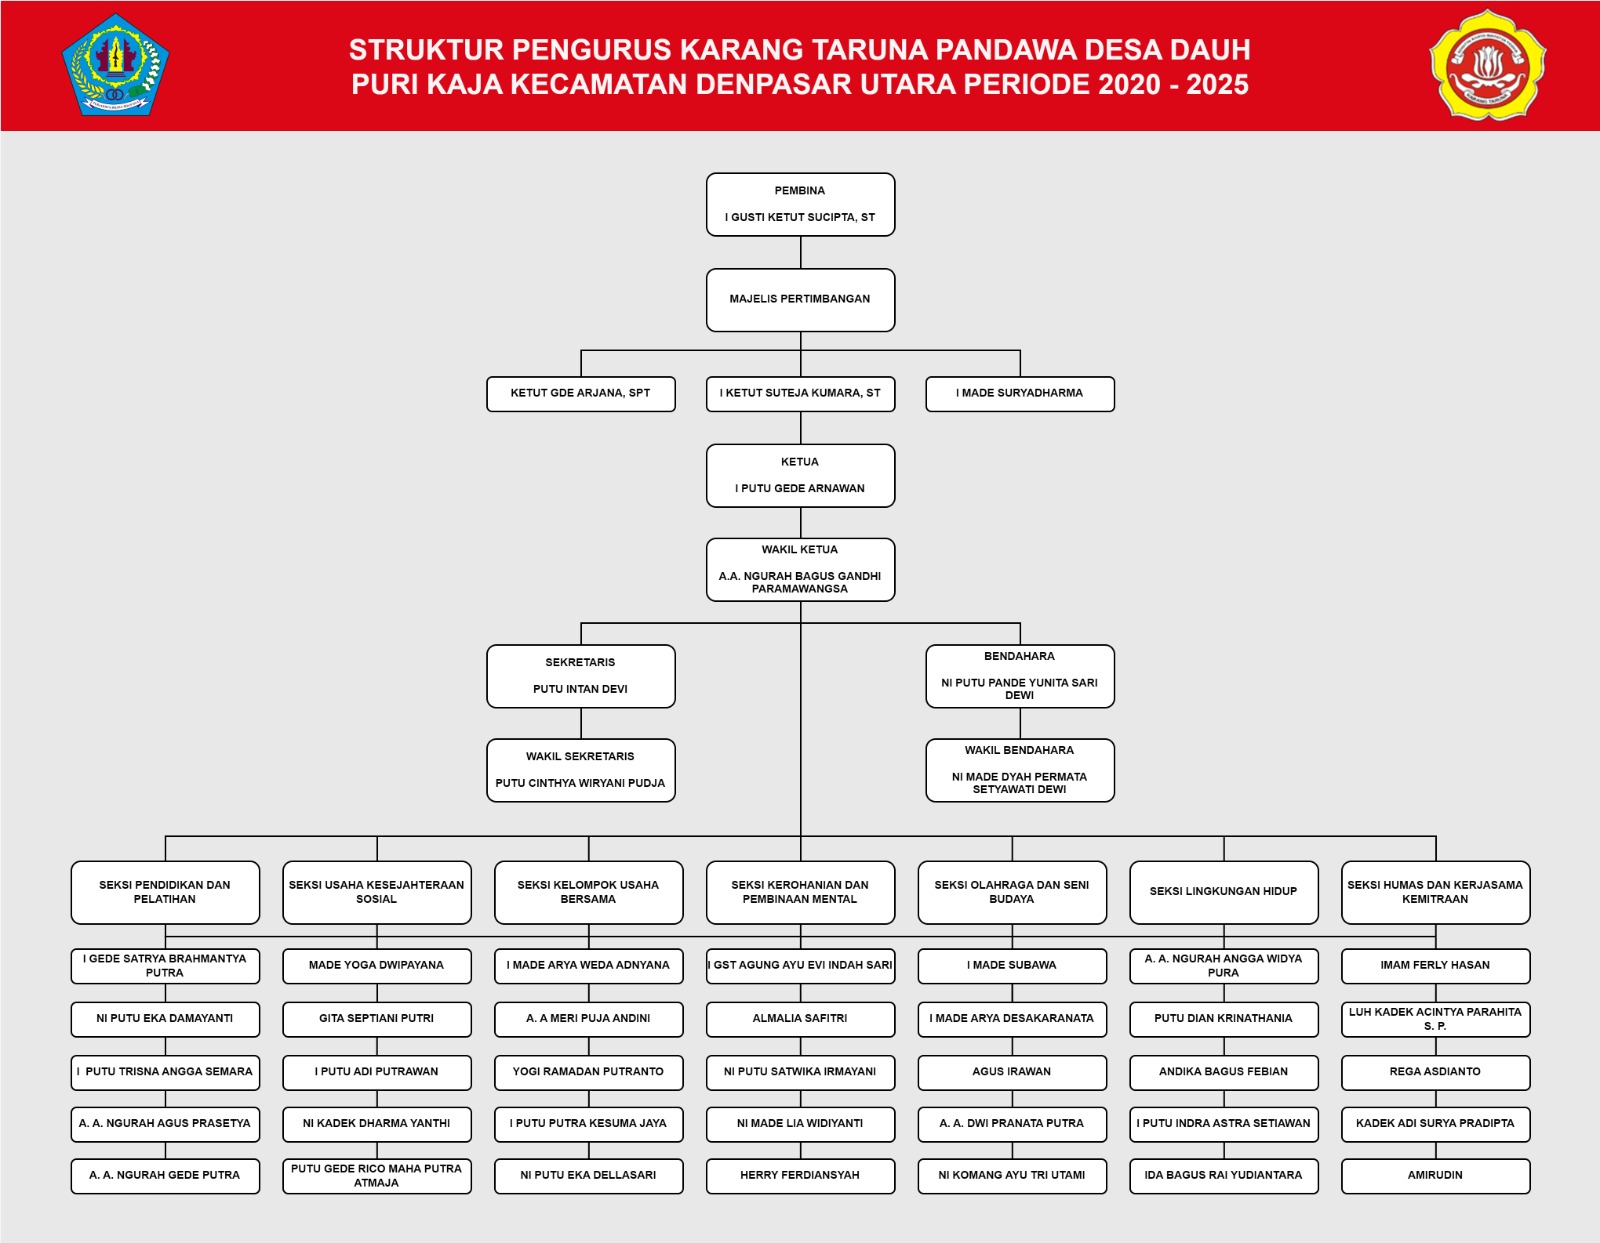 STRUKTUR PENGURUS KARANG TARUNA PANDAWA DESA DAUH
PURI KAJA KECAMATAN DENPASAR UTARA PERIODE 2020 - 2025
KARANG TARUNA
PEMBINA
I GUSTI KETUT SUCIPTA, ST
MAJELIS PERTIMBANGAN
KETUT GDE ARJANA, SPT
I KETUT SUTEJA KUMARA, ST
I MADE SURYADHARMA
KETUA
I PUTU GEDE ARNAWAN
WAKIL KETUA
A.A. NGURAH BAGUS GANDHI
PARAMAWANGSA
SEKRETARIS
PUTU INTAN DEVI
BENDAHARA
NI PUTU PANDE YUNITA SARI
DEWI
WAKIL SEKRETARIS
PUTU CINTHYA WIRYANI PUDJA
WAKIL BENDAHARA
NI MADE DYAH PERMATA
SETYAWATI DEWI
SEKSI PENDIDIKAN DAN
PELATIHAN
SEKSI USAHA KESEJAHTERAAN
SOSIAL
SEKSI KELOMPOK USAHA
BERSAMA
SEKSI KEROHANIAN DAN
PEMBINAAN MENTAL
SEKSI OLAHRAGA DAN SENI
BUDAYA
SEKSI LINGKUNGAN HIDUP
SEKSI HUMAS DAN KERJASAMA
KEMITRAAN
I GEDE SATRYA BRAHMANTYA
PUTRA
MADE YOGA DWIPAYANA
I MADE ARYA WEDA ADNYANA
I GST AGUNG AYU EVI INDAH SARI
I MADE SUBAWA
A. A. NGURAH ANGGA WIDYA
PURA
IMAM FERLY HASAN
NI PUTU EKA DAMAYANTI
GITA SEPTIANI PUTRI
A. A MERI PUJA ANDINI
ALMALIA SAFITRI
I MADE ARYA DESAKARANATA
PUTU DIAN KRINATHANIA
LUH KADEK ACINTYA PARAHITA
S. P.
I PUTU TRISNA ANGGA SEMARA
I PUTU ADI PUTRAWAN
YOGI RAMADAN PUTRANTO
NI PUTU SATWIKA IRMAYANI
AGUS IRAWAN
ANDIKA BAGUS FEBIAN
REGA ASDIANTO
A. A. NGURAH AGUS PRASETYA
NI KADEK DHARMA YANTHI
I PUTU PUTRA KESUMA JAYA
NI MADE LIA WIDIYANTI
A. A. DWI PRANATA PUTRA
I PUTU INDRA ASTRA SETIAWAN
KADEK ADI SURYA PRADIPTA
A. A. NGURAH GEDE PUTRA
PUTU GEDE RICO MAHA PUTRA
ATMAJA
NI PUTU EKA DELLASARI
HERRY FERDIANSYAH
NI KOMANG AYU TRI UTAMI
IDA BAGUS RAI YUDIANTARA
AMIRUDIN